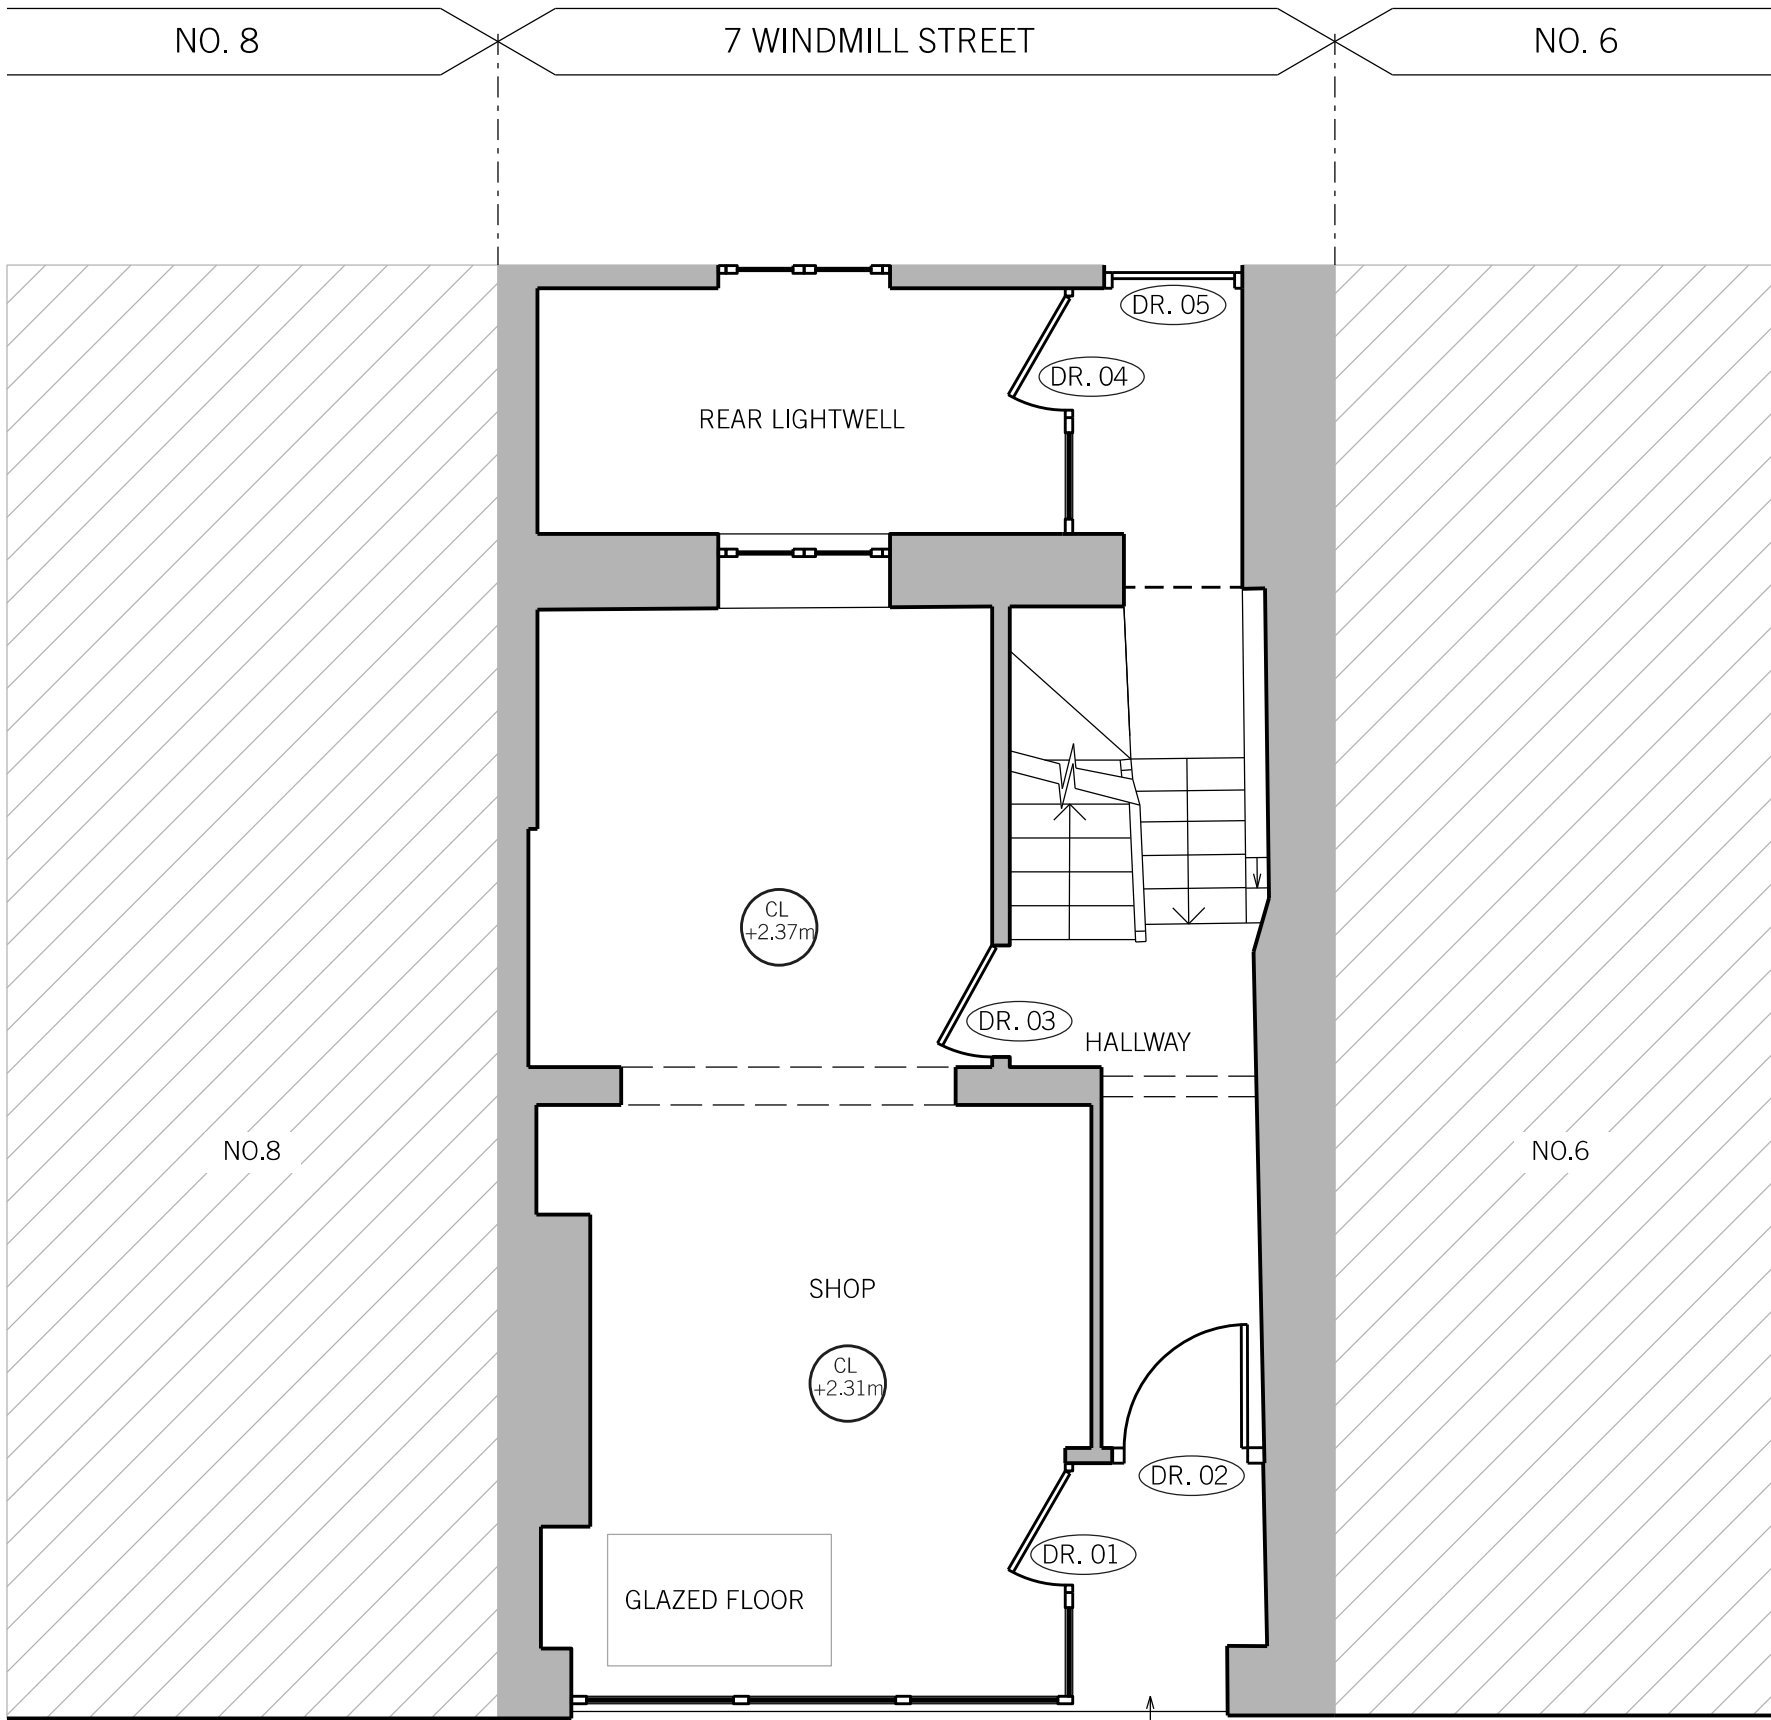 NO. 8
7 WINDMILL STREET
NO. 6
DR. 05
DR. 04
REAR LIGHTWELL
CL
+2.37m
DR. 03
HALLWAY
NO.8
NO.6
SHOP
CL
+2.31m
DR. 02
DR. 01
GLAZED FLOOR